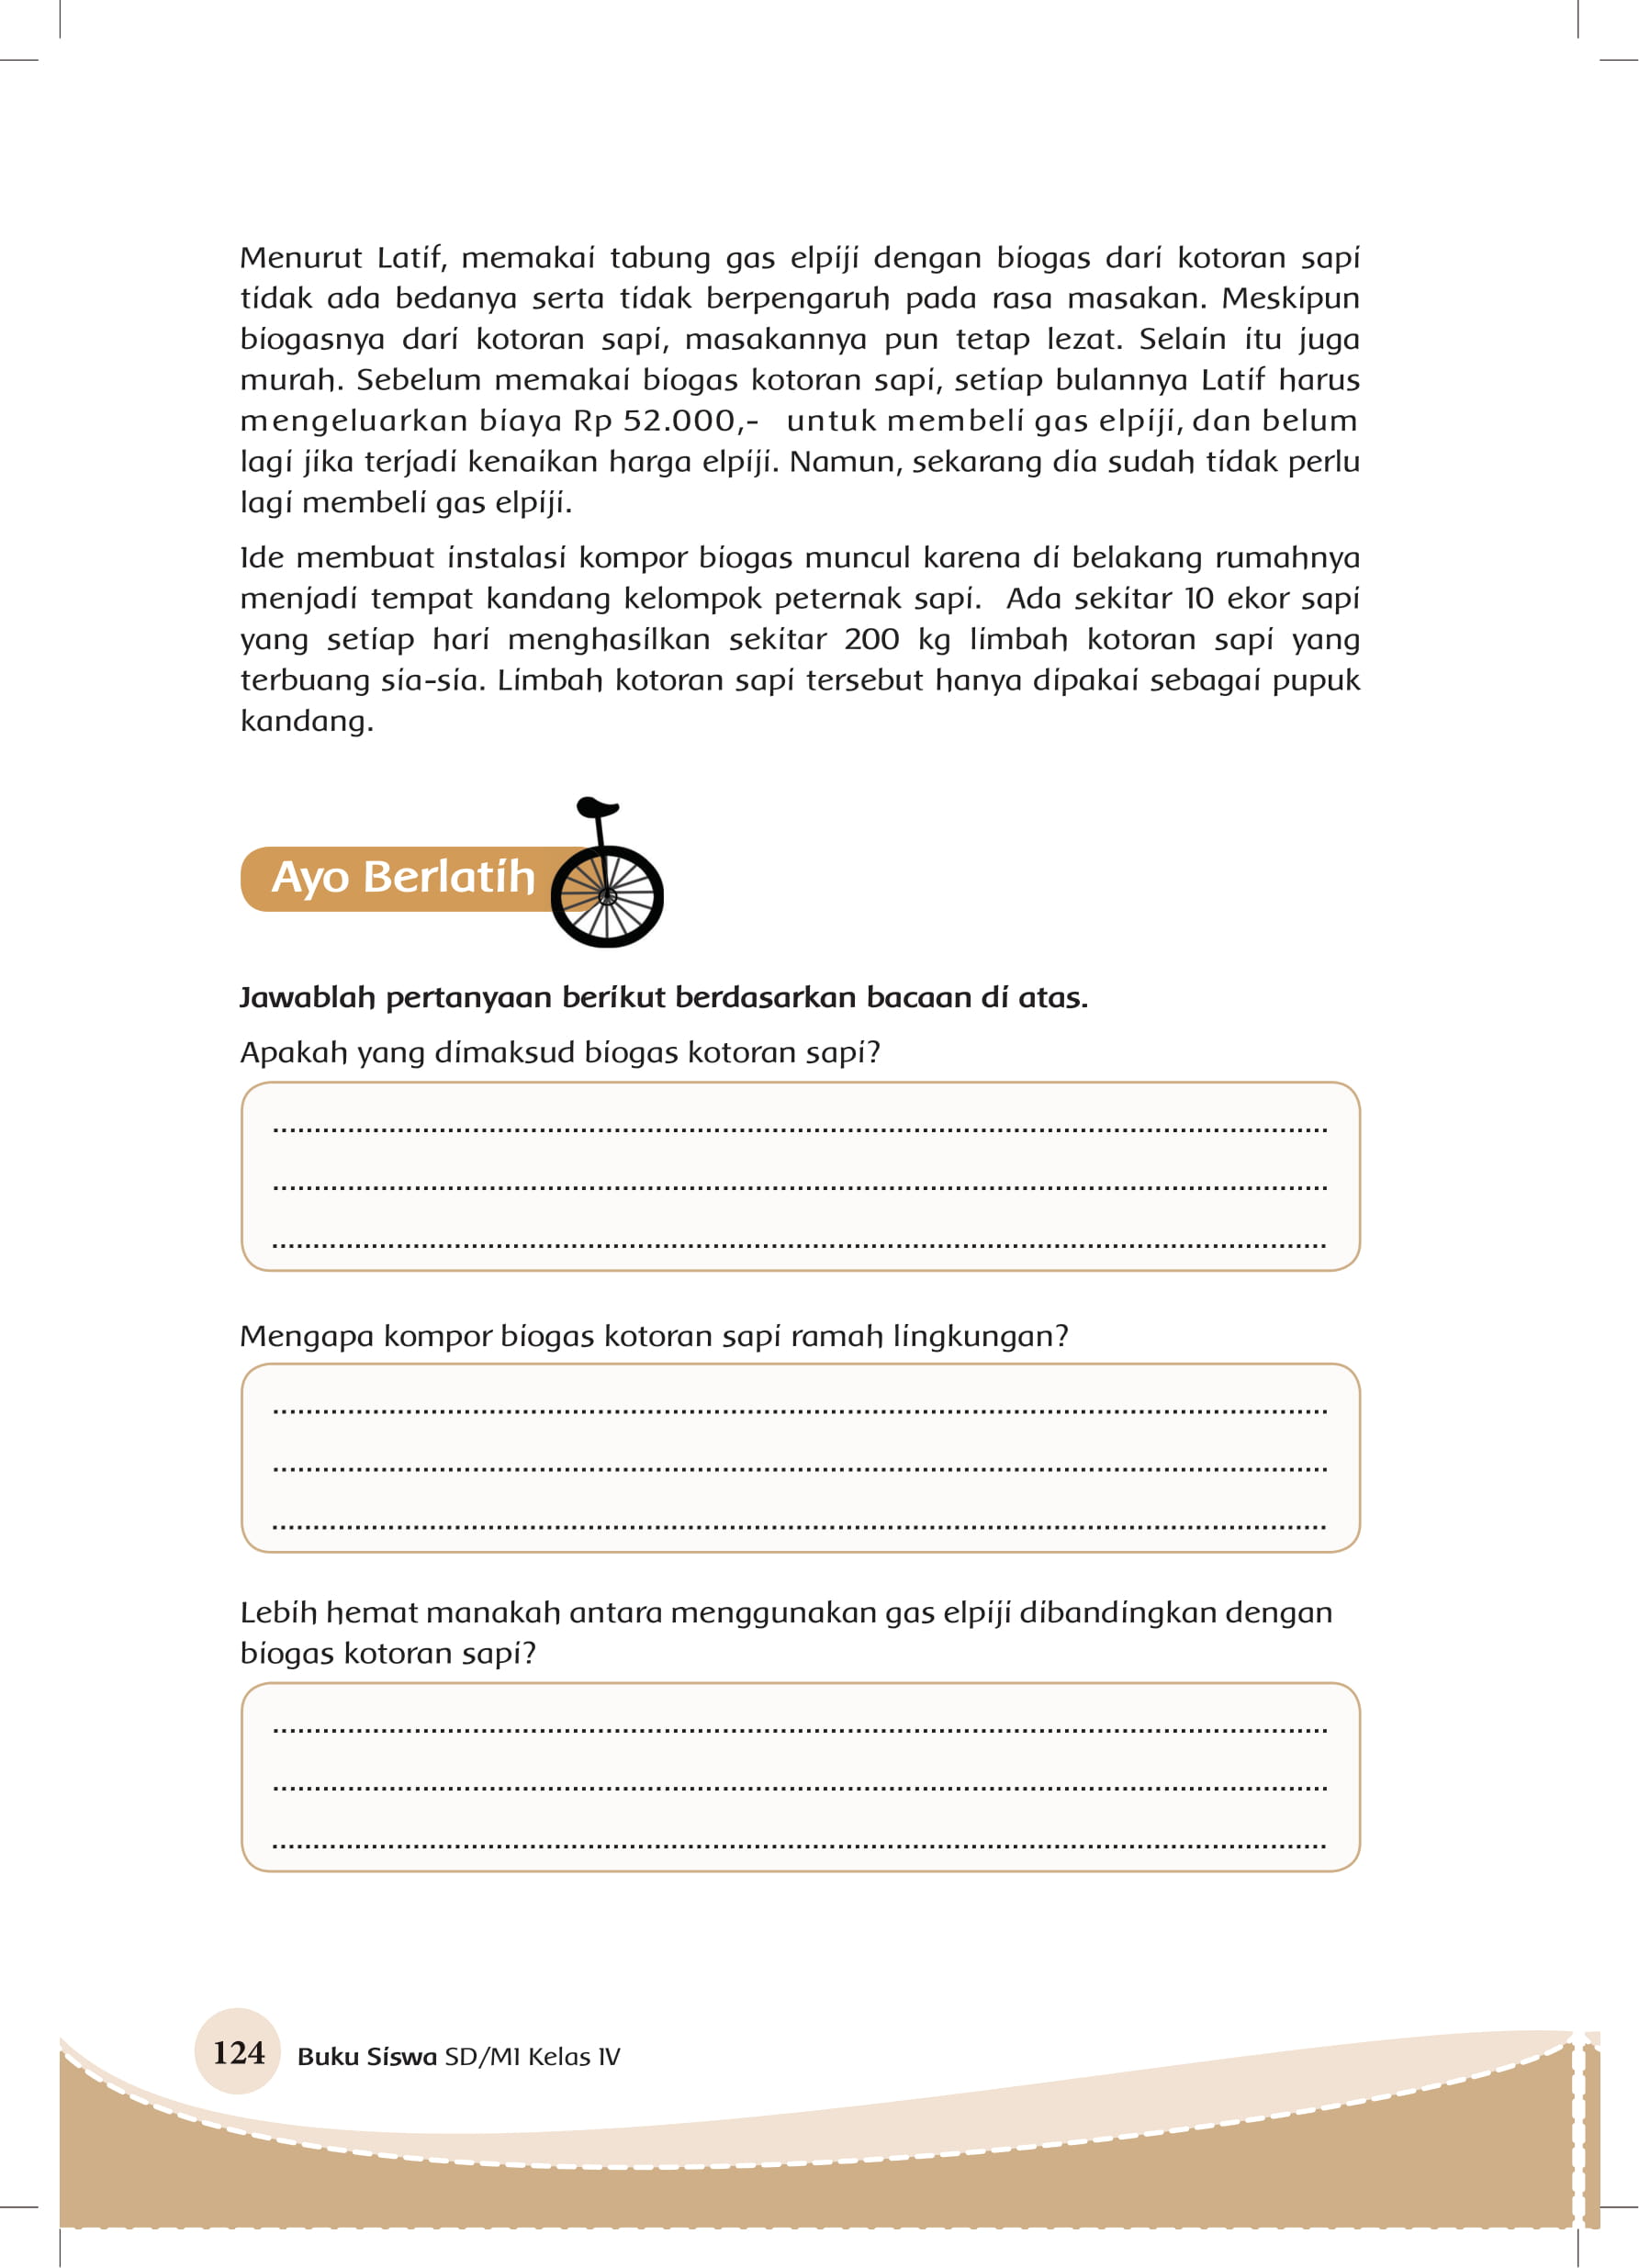 Menurut Latif, memakai tabung gas elpiji dengan biogas dari kotoran sapi
tidak ada bedanya serta tidak berpengaruh pada rasa masakan. Meskipun
biogasnya dari kotoran sapi, masakannya pun tetap lezat. Selain itu juga
murah. Sebelum memakai biogas kotoran sapi, setiap bulannya Latif harus
mengeluarkan biaya Rp 52.000,- untuk membeli gas elpiji, dan belum
lagi jika terjadi kenaikan harga elpiji. Namun, sekarang dia sudah tidak perlu
lagi membeli gas elpiji.
Ide membuat instalasi kompor biogas muncul karena di belakang rumahnya
menjadi tempat kandang kelompok peternak sapi. Ada sekitar 10 ekor sapi
yang setiap hari menghasilkan sekitar 200 kg limbah kotoran sapi yang
terbuang sia-sia. Limbah kotoran sapi tersebut hanya dipakai sebagai pupuk
kandang.
Ayo Berlatih
Jawablah pertanyaan berikut berdasarkan bacaan di atas.
Apakah yang dimaksud biogas kotoran sapi?
Mengapa kompor biogas kotoran sapi ramah lingkungan?
Lebih hemat manakah antara menggunakan gas elpiji dibandingkan dengan
biogas kotoran sapi?
124 Buku Siswa SD/MI Kelas IV